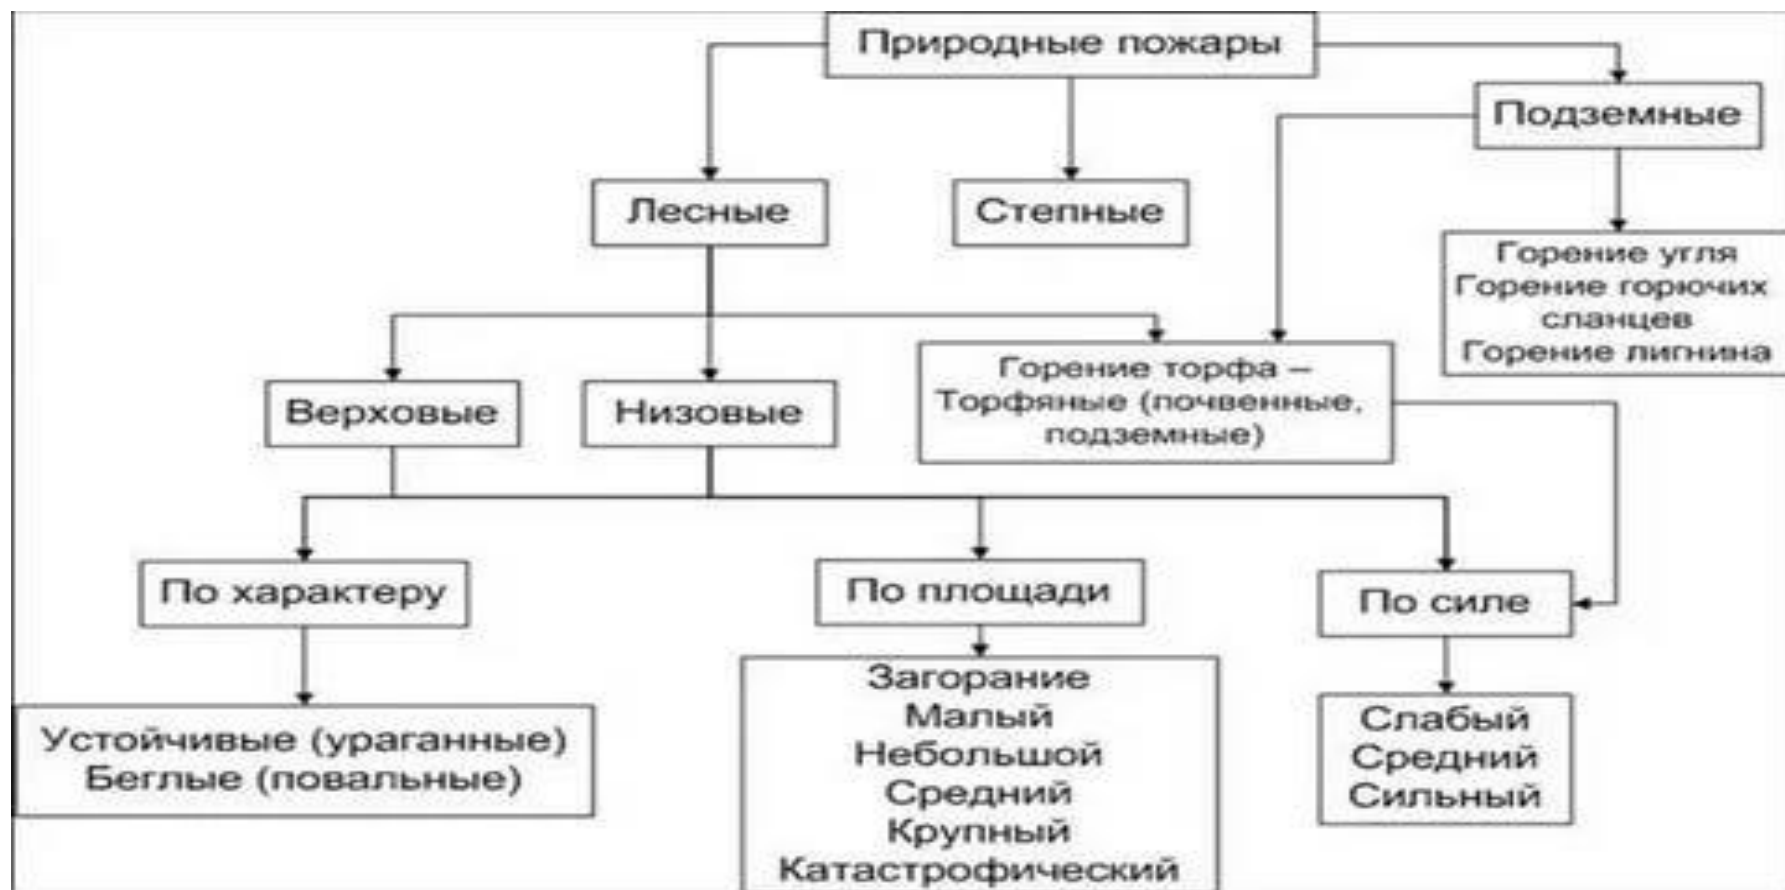 Природные пожары
Подземные
Лесные
Степные
Горение угля
Горение горючих
сланцев
Горение лигнина
Горение торфа –
Торфяные (почвенные,
подземные)
Верховые
Низовые
По характеру
По площади
По силе
Устойчивые (ураганные)
Беглые (повальные)
Загорание
Малый
Небольшой
Средний
Крупный
Катастрофический
Слабый
Средний
Сильный